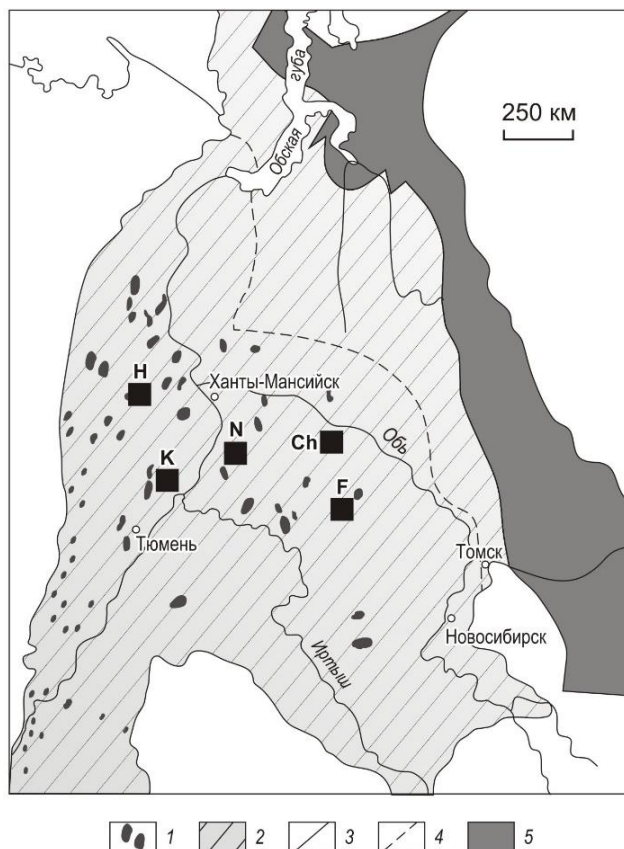 губа
Обская
250 км
H
Ханты-Мансийск
N
Ch
Обь
K
F
Тюмень
Томск
Новосибирск
Иртыш
1 2 3 4 5